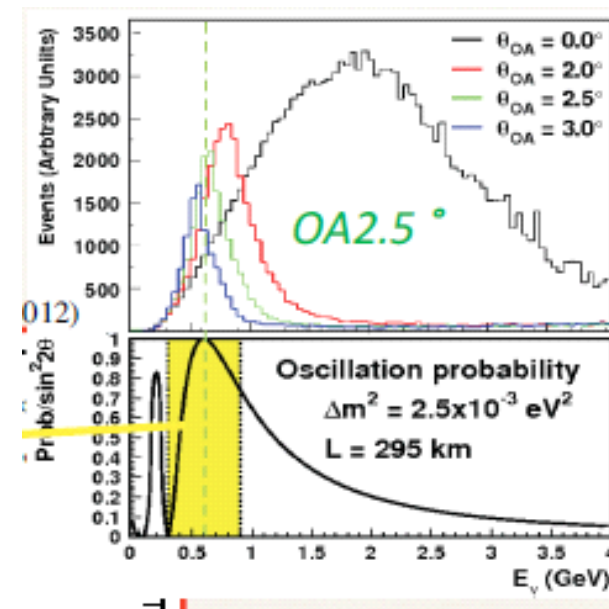 3500
3000
2500
2000
1500
1000
500
Events (Arbtrary Uniits)
θOA = 0.0°
θOA = 2.0°
θOA = 2.5°
θOA = 3.0°
OA2.5°
012)
Prob/sin²2θ
1
0.9
0.8
0.7
0.6
0.5
0.4
0.3
0.2
0.1
0
Oscillation probability
Δm² = 2.5x10⁻³ eV²
L = 295 km
0 0.5 1 1.5 2 2.5 3 3.5 4
Eν (GeV)